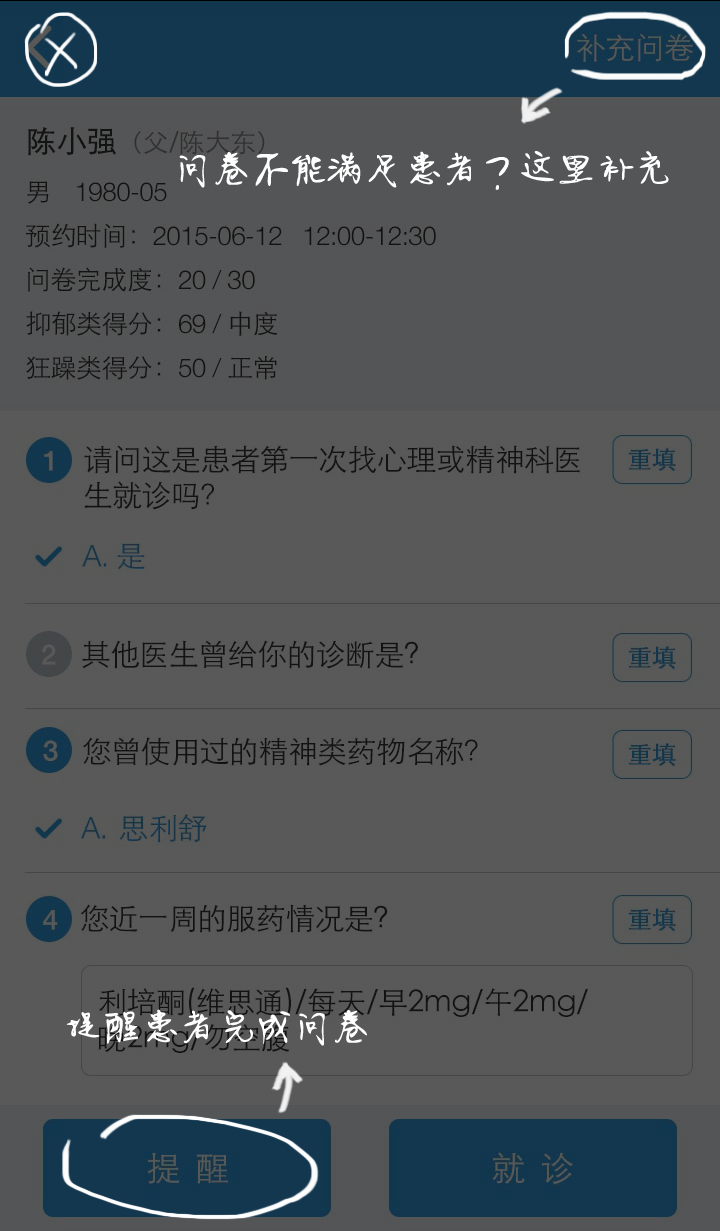 补充问卷
陈小强（父/陈大东）
问卷不能满足患者？这里补充
男 1980-05
预约时间：2015-06-12 12:00-12:30
问卷完成度：20 / 30
抑郁类得分：69 / 中度
狂躁类得分：50 / 正常
1 请问这是患者第一次找心理或精神科医
生就诊吗?
重填
A. 是
2 其他医生曾给你的诊断是?
重填
3 您曾使用过的精神类药物名称?
重填
A. 思利舒
4 您近一周的服药情况是?
重填
利培酮(维思通)/每天/早2mg/午2mg/
晚2mg/勿空腹
提醒患者完成问卷
提 醒
就 诊